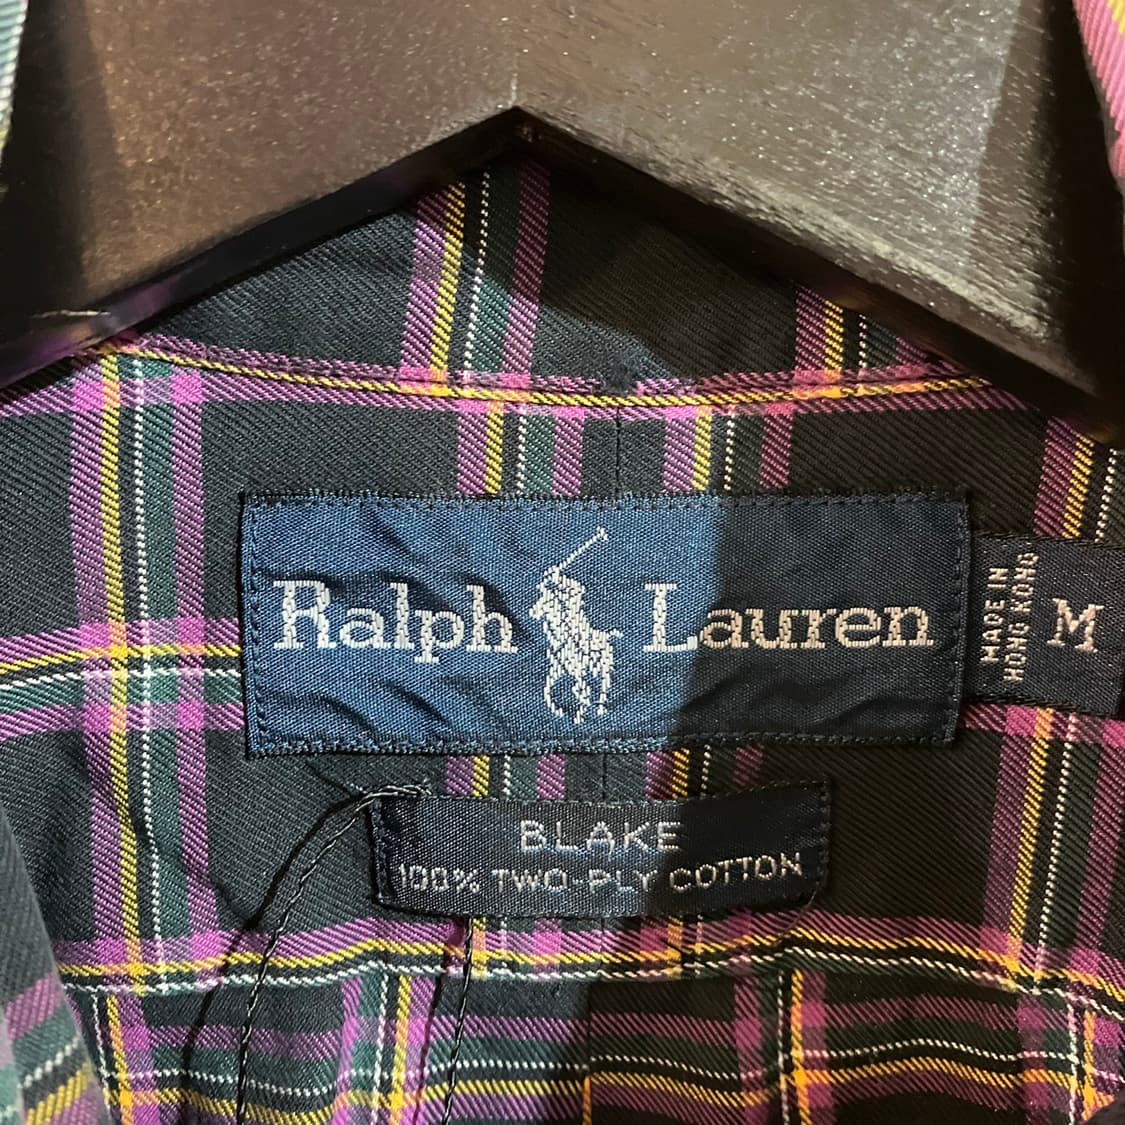 Ralph Lauren
MADE IN
HONG KONG
M
BLAKE
100% TWO-PLY COTTON